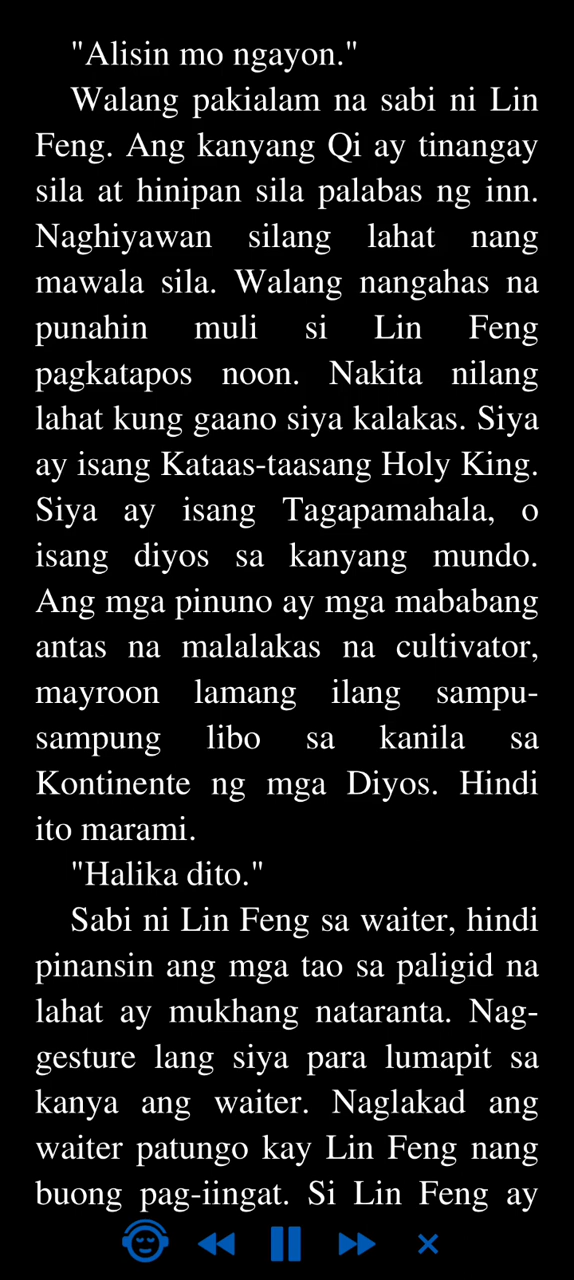 "Alisin mo ngayon."
Walang pakialam na sabi ni Lin
Feng. Ang kanyang Qi ay tinangay
sila at hinipan sila palabas ng inn.
Naghiyawan silang lahat nang
mawala sila. Walang nangahas na
punahin muli si Lin Feng
pagkatapos noon. Nakita nilang
lahat kung gaano siya kalakas. Siya
ay isang Kataas-taasang Holy King.
Siya ay isang Tagapamahala, o
isang diyos sa kanyang mundo.
Ang mga pinuno ay mga mababang
antas na malalakas na cultivator,
mayroon lamang ilang sampu-
sampung libo sa kanila sa
Kontinente ng mga Diyos. Hindi
ito marami.
"Halika dito."
Sabi ni Lin Feng sa waiter, hindi
pinansin ang mga tao sa paligid na
lahat ay mukhang nataranta. Nag-
gesture lang siya para lumapit sa
kanya ang waiter. Naglakad ang
waiter patungo kay Lin Feng nang
buong pag-iingat. Si Lin Feng ay